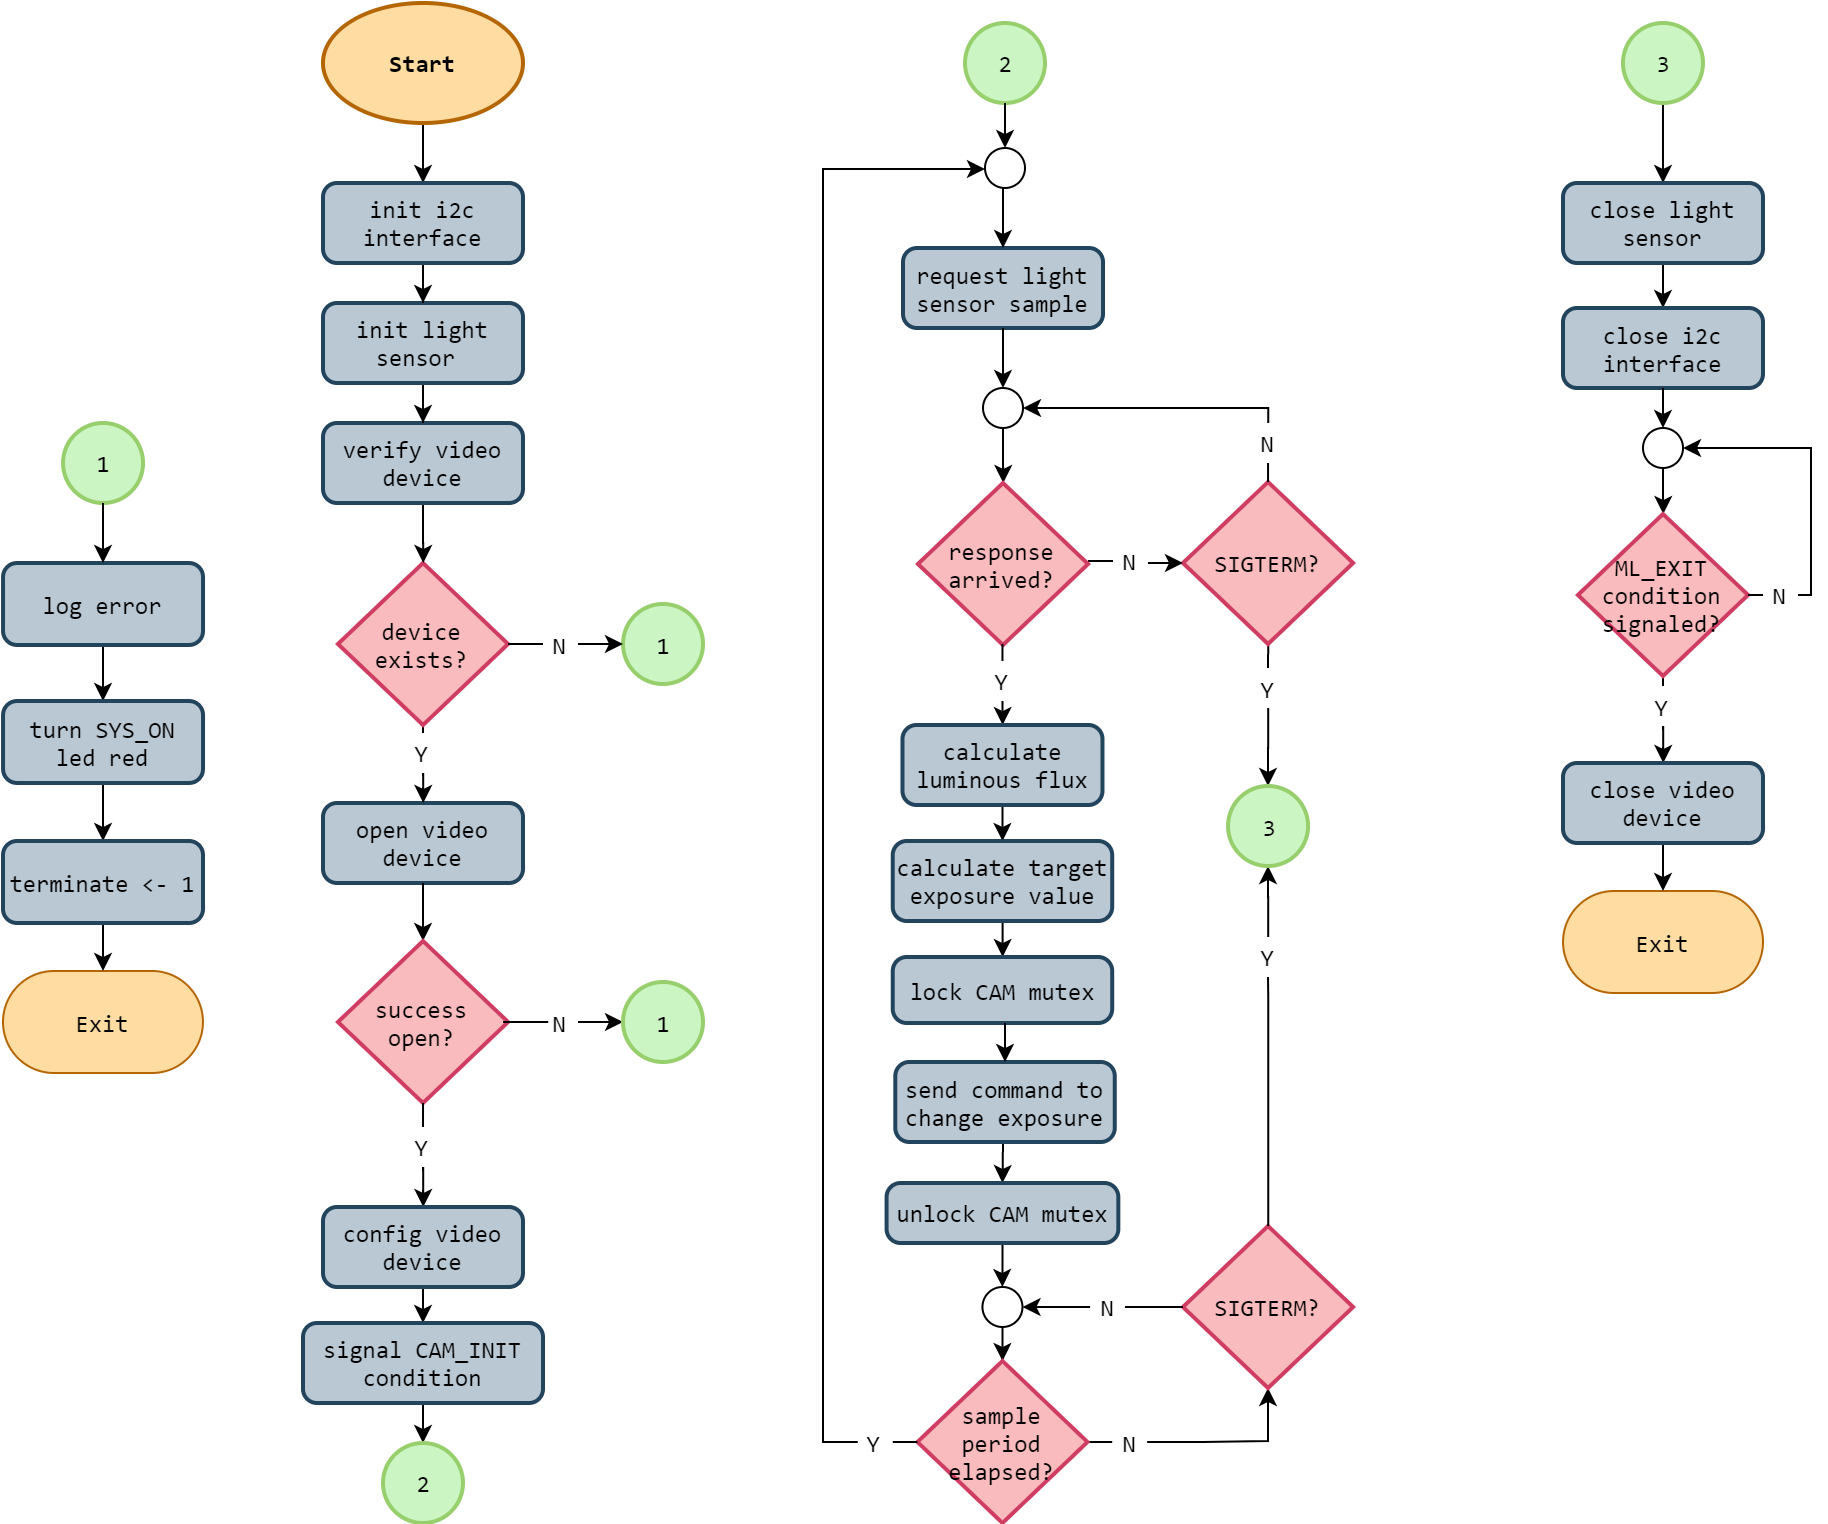 1
log error
turn SYS_ON
led red
terminate <- 1
Exit
Start
init i2c
interface
init light
sensor
verify video
device
device
exists?
N
1
Y
open video
device
success
open?
N
1
Y
config video
device
signal CAM_INIT
condition
2
2
request light
sensor sample
response
arrived?
N
SIGTERM?
N
Y
3
Y
calculate
luminous flux
calculate target
exposure value
lock CAM mutex
send command to
change exposure
unlock CAM mutex
sample
period
elapsed?
Y
N
SIGTERM?
N
Y
3
close light
sensor
close i2c
interface
ML_EXIT
condition
signaled?
N
Y
close video
device
Exit